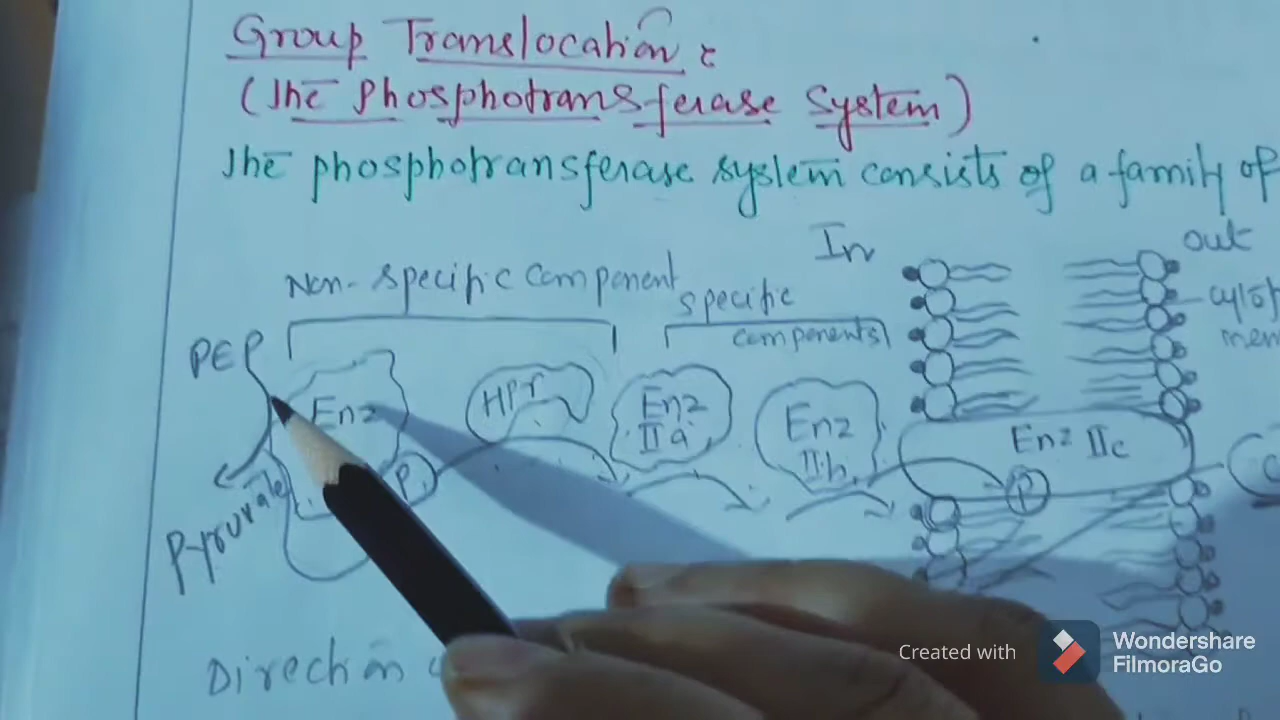 Group Translocation :
(The Phosphotransferase System)
The phosphotransferase system consists of a family of
In
out
Non-specific component
specific
components
PEP
Enz
HPr
Enz
IIa
Enz
IIb
Enz IIc
P
P
Pyruvate
Direction
Created with
Wondershare
FilmoraGo